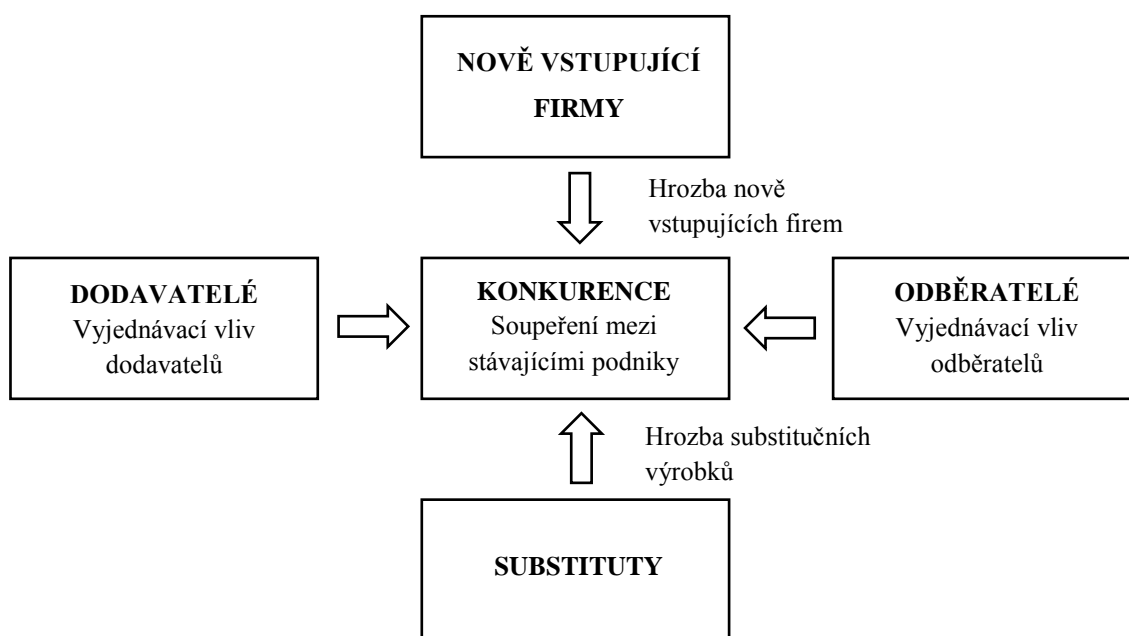 NOVĚ VSTUPUJÍCÍ
FIRMY
Hrozba nově
vstupujících firem
DODAVATELÉ
Vyjednávací vliv
dodavatelů
KONKURENCE
Soupeření mezi
stávajícími podniky
ODBĚRATELÉ
Vyjednávací vliv
odběratelů
Hrozba substitučních
výrobků
SUBSTITUTY